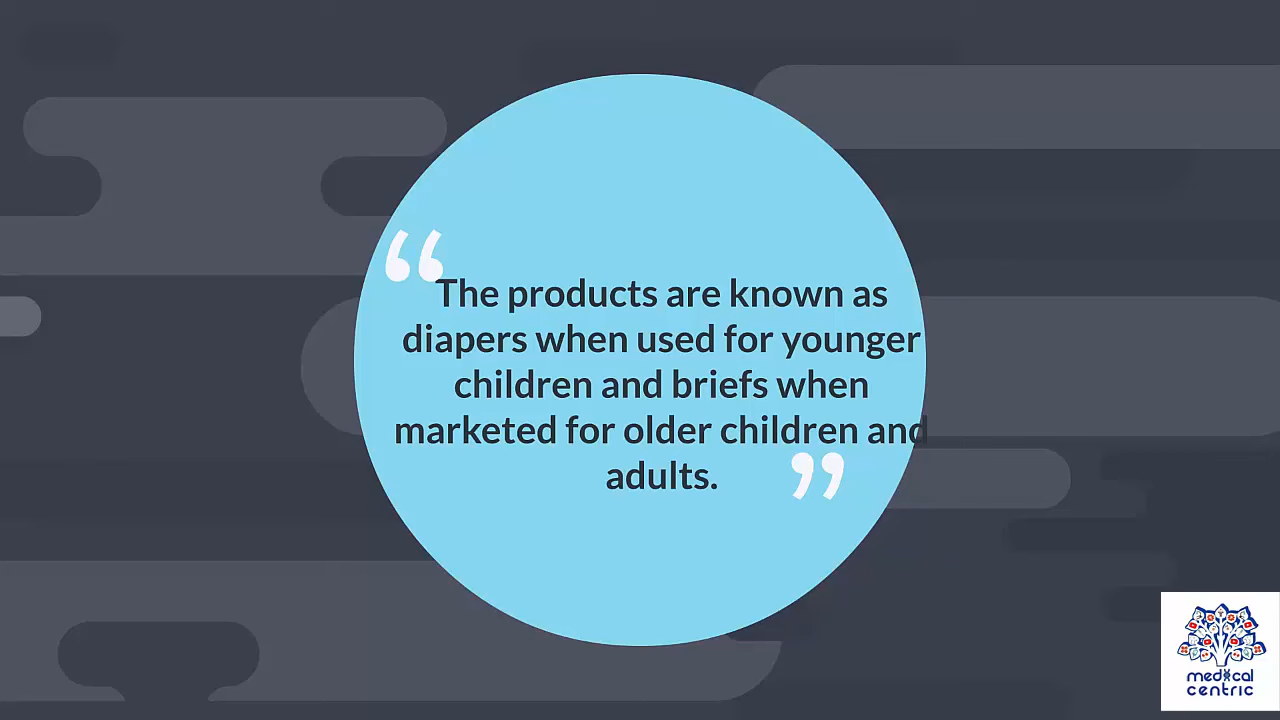 “The products are known as
diapers when used for younger
children and briefs when
marketed for older children and
adults. ”
medical
centric